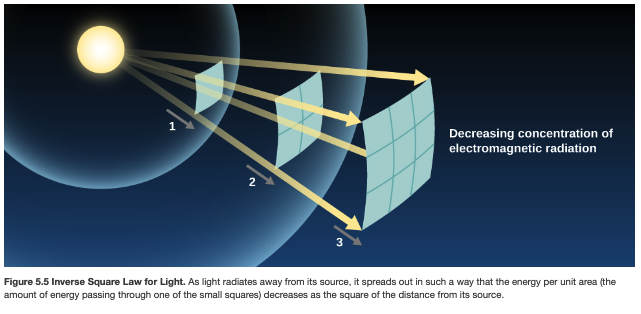 Decreasing concentration of
electromagnetic radiation
1
2
3
Figure 5.5 Inverse Square Law for Light. As light radiates away from its source, it spreads out in such a way that the energy per unit area (the
amount of energy passing through one of the small squares) decreases as the square of the distance from its source.